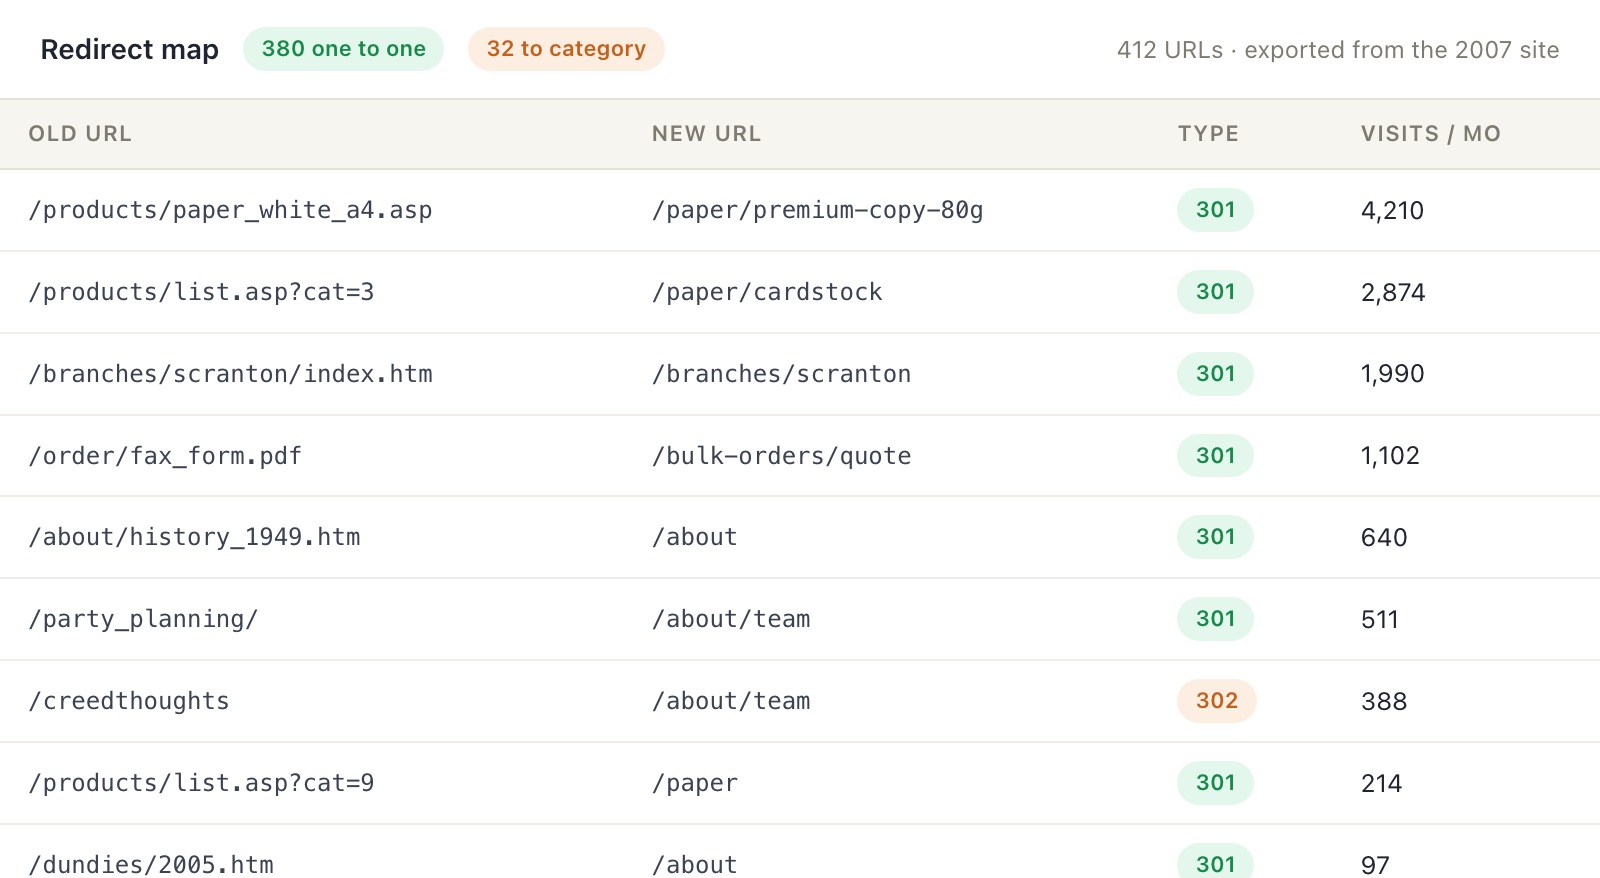 Redirect map 380 one to one 32 to category 412 URLs · exported from the 2007 site
OLD URL NEW URL TYPE VISITS / MO
/products/paper_white_a4.asp /paper/premium-copy-80g 301 4,210
/products/list.asp?cat=3 /paper/cardstock 301 2,874
/branches/scranton/index.htm /branches/scranton 301 1,990
/order/fax_form.pdf /bulk-orders/quote 301 1,102
/about/history_1949.htm /about 301 640
/party_planning/ /about/team 301 511
/creedthoughts /about/team 302 388
/products/list.asp?cat=9 /paper 301 214
/dundies/2005.htm /about 301 97